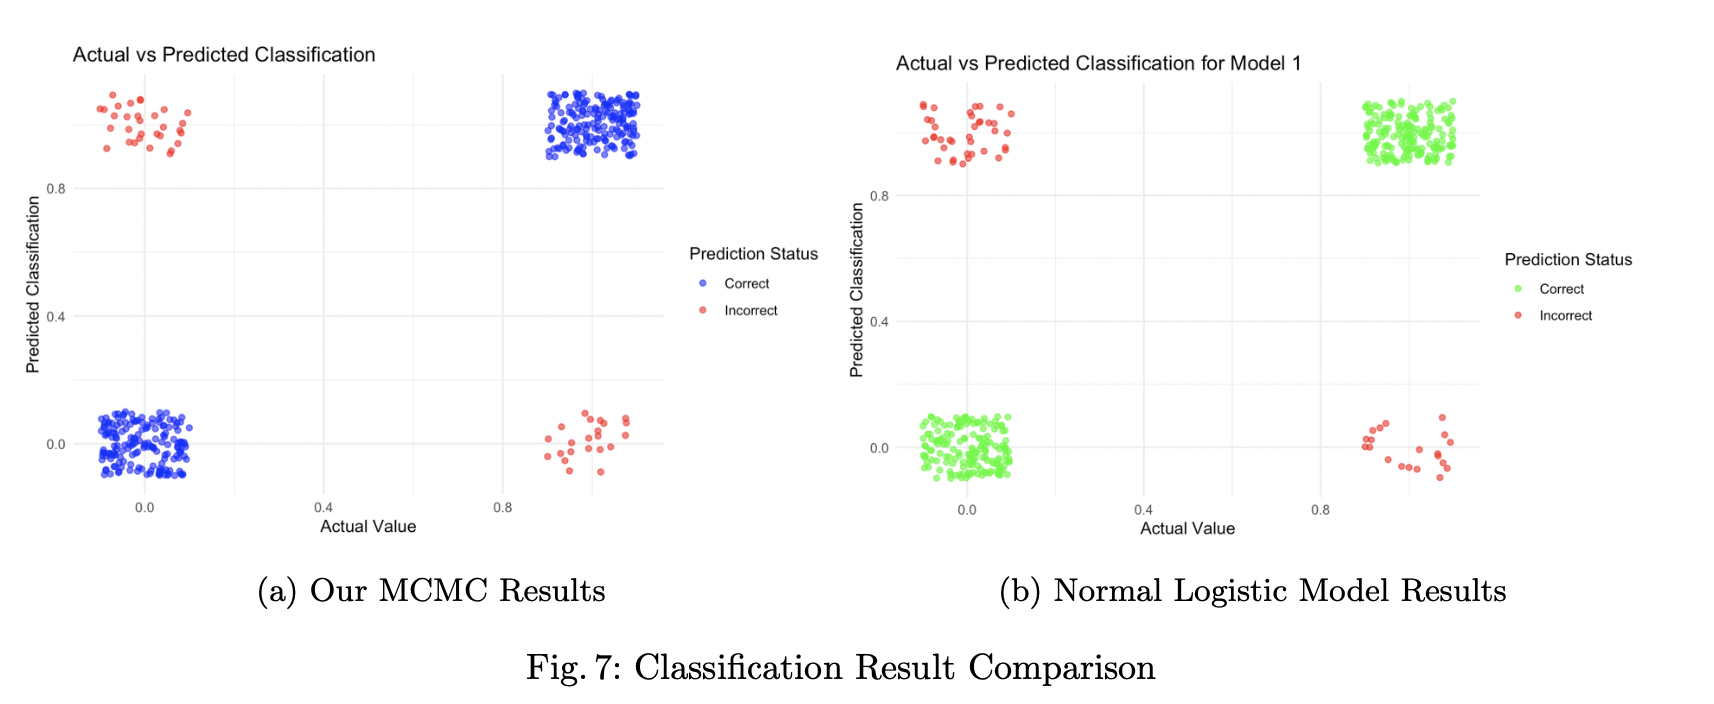 Actual vs Predicted Classification
Predicted Classification
0.8
0.4
0.0
0.0 0.4 0.8
Actual Value
Prediction Status
Correct
Incorrect
(a) Our MCMC Results
Actual vs Predicted Classification for Model 1
Predicted Classification
0.8
0.4
0.0
0.0 0.4 0.8
Actual Value
Prediction Status
Correct
Incorrect
(b) Normal Logistic Model Results
Fig. 7: Classification Result Comparison